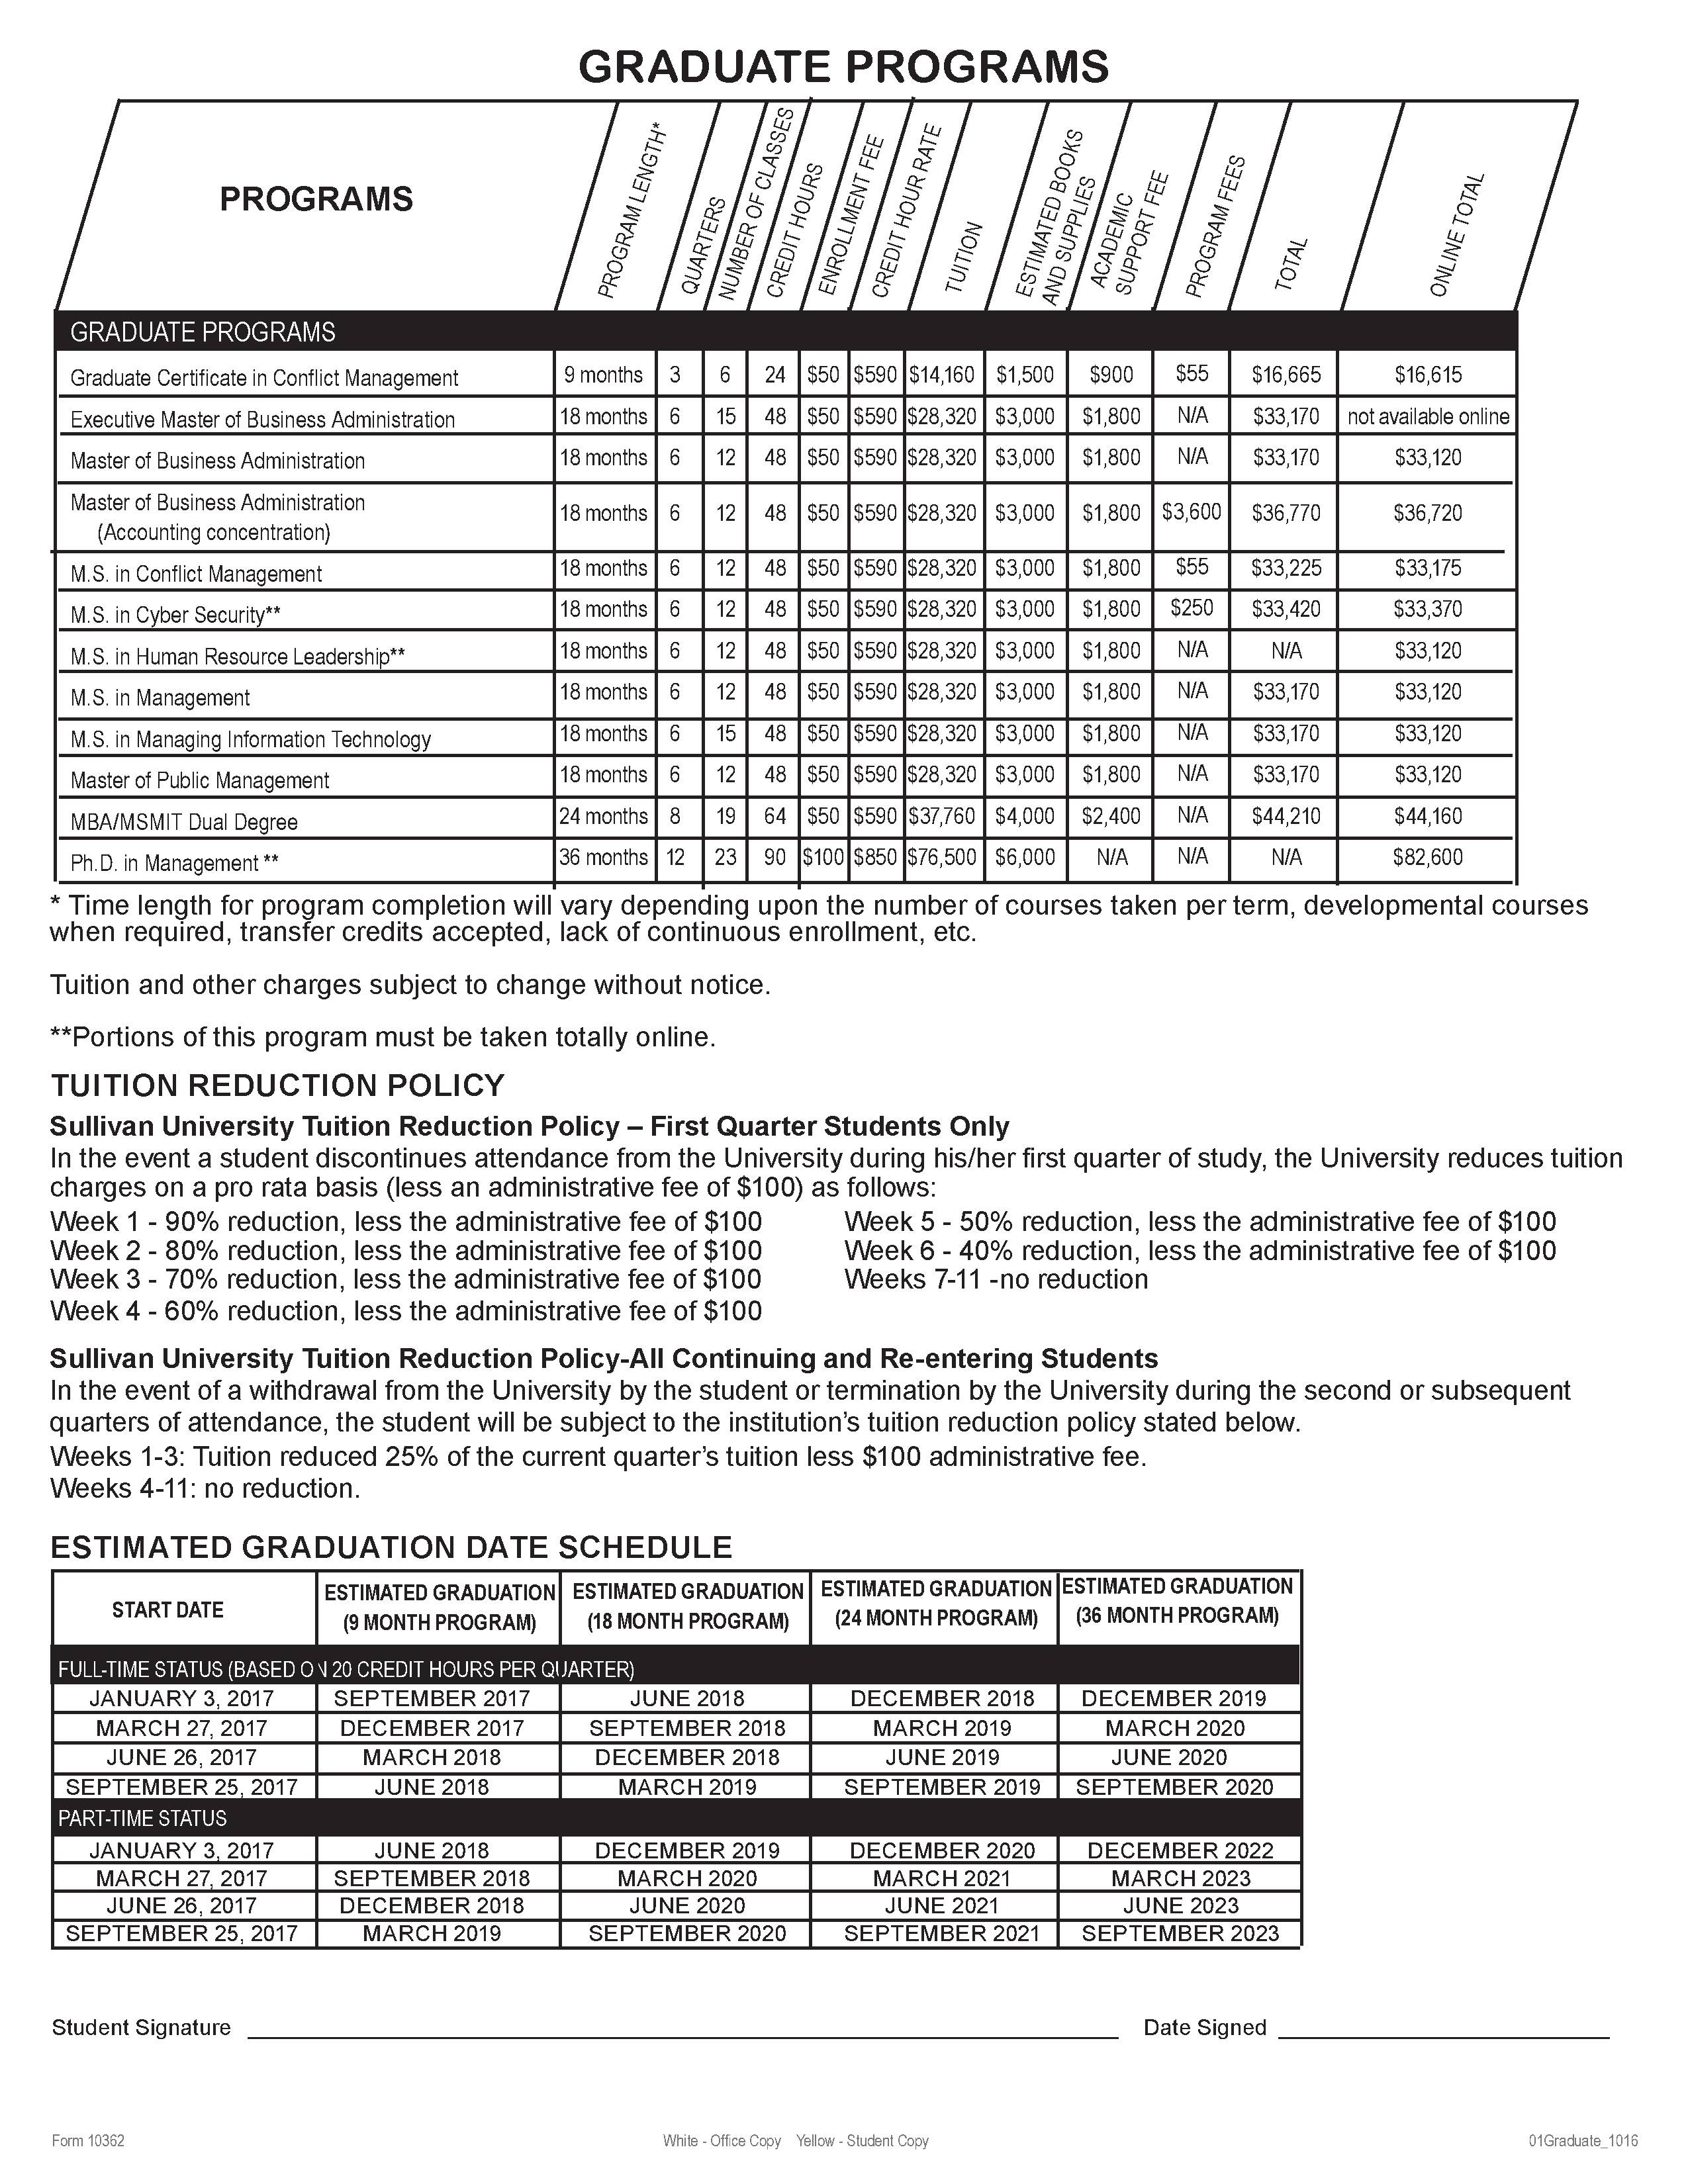 GRADUATE PROGRAMS
PROGRAMS
PROGRAM LENGTH*
QUARTERS
NUMBER OF CLASSES
CREDIT HOURS
ENROLLMENT FEE
CREDIT HOUR RATE
TUITION
ESTIMATED BOOKS
AND SUPPLIES
ACADEMIC
SUPPORT FEE
PROGRAM FEES
TOTAL
ONLINE TOTAL
GRADUATE PROGRAMS
Graduate Certificate in Conflict Management 9 months 3 6 24 $50 $590 $14,160 $1,500 $900 $55 $16,665 $16,615
Executive Master of Business Administration 18 months 6 15 48 $50 $590 $28,320 $3,000 $1,800 N/A $33,170 not available online
Master of Business Administration 18 months 6 12 48 $50 $590 $28,320 $3,000 $1,800 N/A $33,170 $33,120
Master of Business Administration
(Accounting concentration) 18 months 6 12 48 $50 $590 $28,320 $3,000 $1,800 $3,600 $36,770 $36,720
M.S. in Conflict Management 18 months 6 12 48 $50 $590 $28,320 $3,000 $1,800 $55 $33,225 $33,175
M.S. in Cyber Security** 18 months 6 12 48 $50 $590 $28,320 $3,000 $1,800 $250 $33,420 $33,370
M.S. in Human Resource Leadership** 18 months 6 12 48 $50 $590 $28,320 $3,000 $1,800 N/A N/A $33,120
M.S. in Management 18 months 6 12 48 $50 $590 $28,320 $3,000 $1,800 N/A $33,170 $33,120
M.S. in Managing Information Technology 18 months 6 15 48 $50 $590 $28,320 $3,000 $1,800 N/A $33,170 $33,120
Master of Public Management 18 months 6 12 48 $50 $590 $28,320 $3,000 $1,800 N/A $33,170 $33,120
MBA/MSMIT Dual Degree 24 months 8 19 64 $50 $590 $37,760 $4,000 $2,400 N/A $44,210 $44,160
Ph.D. in Management ** 36 months 12 23 90 $100 $850 $76,500 $6,000 N/A N/A N/A $82,600
* Time length for program completion will vary depending upon the number of courses taken per term, developmental courses
when required, transfer credits accepted, lack of continuous enrollment, etc.
Tuition and other charges subject to change without notice.
**Portions of this program must be taken totally online.
TUITION REDUCTION POLICY
Sullivan University Tuition Reduction Policy – First Quarter Students Only
In the event a student discontinues attendance from the University during his/her first quarter of study, the University reduces tuition
charges on a pro rata basis (less an administrative fee of $100) as follows:
Week 1 - 90% reduction, less the administrative fee of $100
Week 2 - 80% reduction, less the administrative fee of $100
Week 3 - 70% reduction, less the administrative fee of $100
Week 4 - 60% reduction, less the administrative fee of $100
Week 5 - 50% reduction, less the administrative fee of $100
Week 6 - 40% reduction, less the administrative fee of $100
Weeks 7-11 -no reduction
Sullivan University Tuition Reduction Policy-All Continuing and Re-entering Students
In the event of a withdrawal from the University by the student or termination by the University during the second or subsequent
quarters of attendance, the student will be subject to the institution's tuition reduction policy stated below.
Weeks 1-3: Tuition reduced 25% of the current quarter's tuition less $100 administrative fee.
Weeks 4-11: no reduction.
ESTIMATED GRADUATION DATE SCHEDULE
START DATE
ESTIMATED GRADUATION
(9 MONTH PROGRAM)
ESTIMATED GRADUATION
(18 MONTH PROGRAM)
ESTIMATED GRADUATION
(24 MONTH PROGRAM)
ESTIMATED GRADUATION
(36 MONTH PROGRAM)
FULL-TIME STATUS (BASED ON 20 CREDIT HOURS PER QUARTER)
JANUARY 3, 2017 SEPTEMBER 2017 JUNE 2018 DECEMBER 2018 DECEMBER 2019
MARCH 27, 2017 DECEMBER 2017 SEPTEMBER 2018 MARCH 2019 MARCH 2020
JUNE 26, 2017 MARCH 2018 DECEMBER 2018 JUNE 2019 JUNE 2020
SEPTEMBER 25, 2017 JUNE 2018 MARCH 2019 SEPTEMBER 2019 SEPTEMBER 2020
PART-TIME STATUS
JANUARY 3, 2017 JUNE 2018 DECEMBER 2019 DECEMBER 2020 DECEMBER 2022
MARCH 27, 2017 SEPTEMBER 2018 MARCH 2020 MARCH 2021 MARCH 2023
JUNE 26, 2017 DECEMBER 2018 JUNE 2020 JUNE 2021 JUNE 2023
SEPTEMBER 25, 2017 MARCH 2019 SEPTEMBER 2020 SEPTEMBER 2021 SEPTEMBER 2023
Student Signature Date Signed
Form 10362 White - Office Copy Yellow - Student Copy 01Graduate_1016